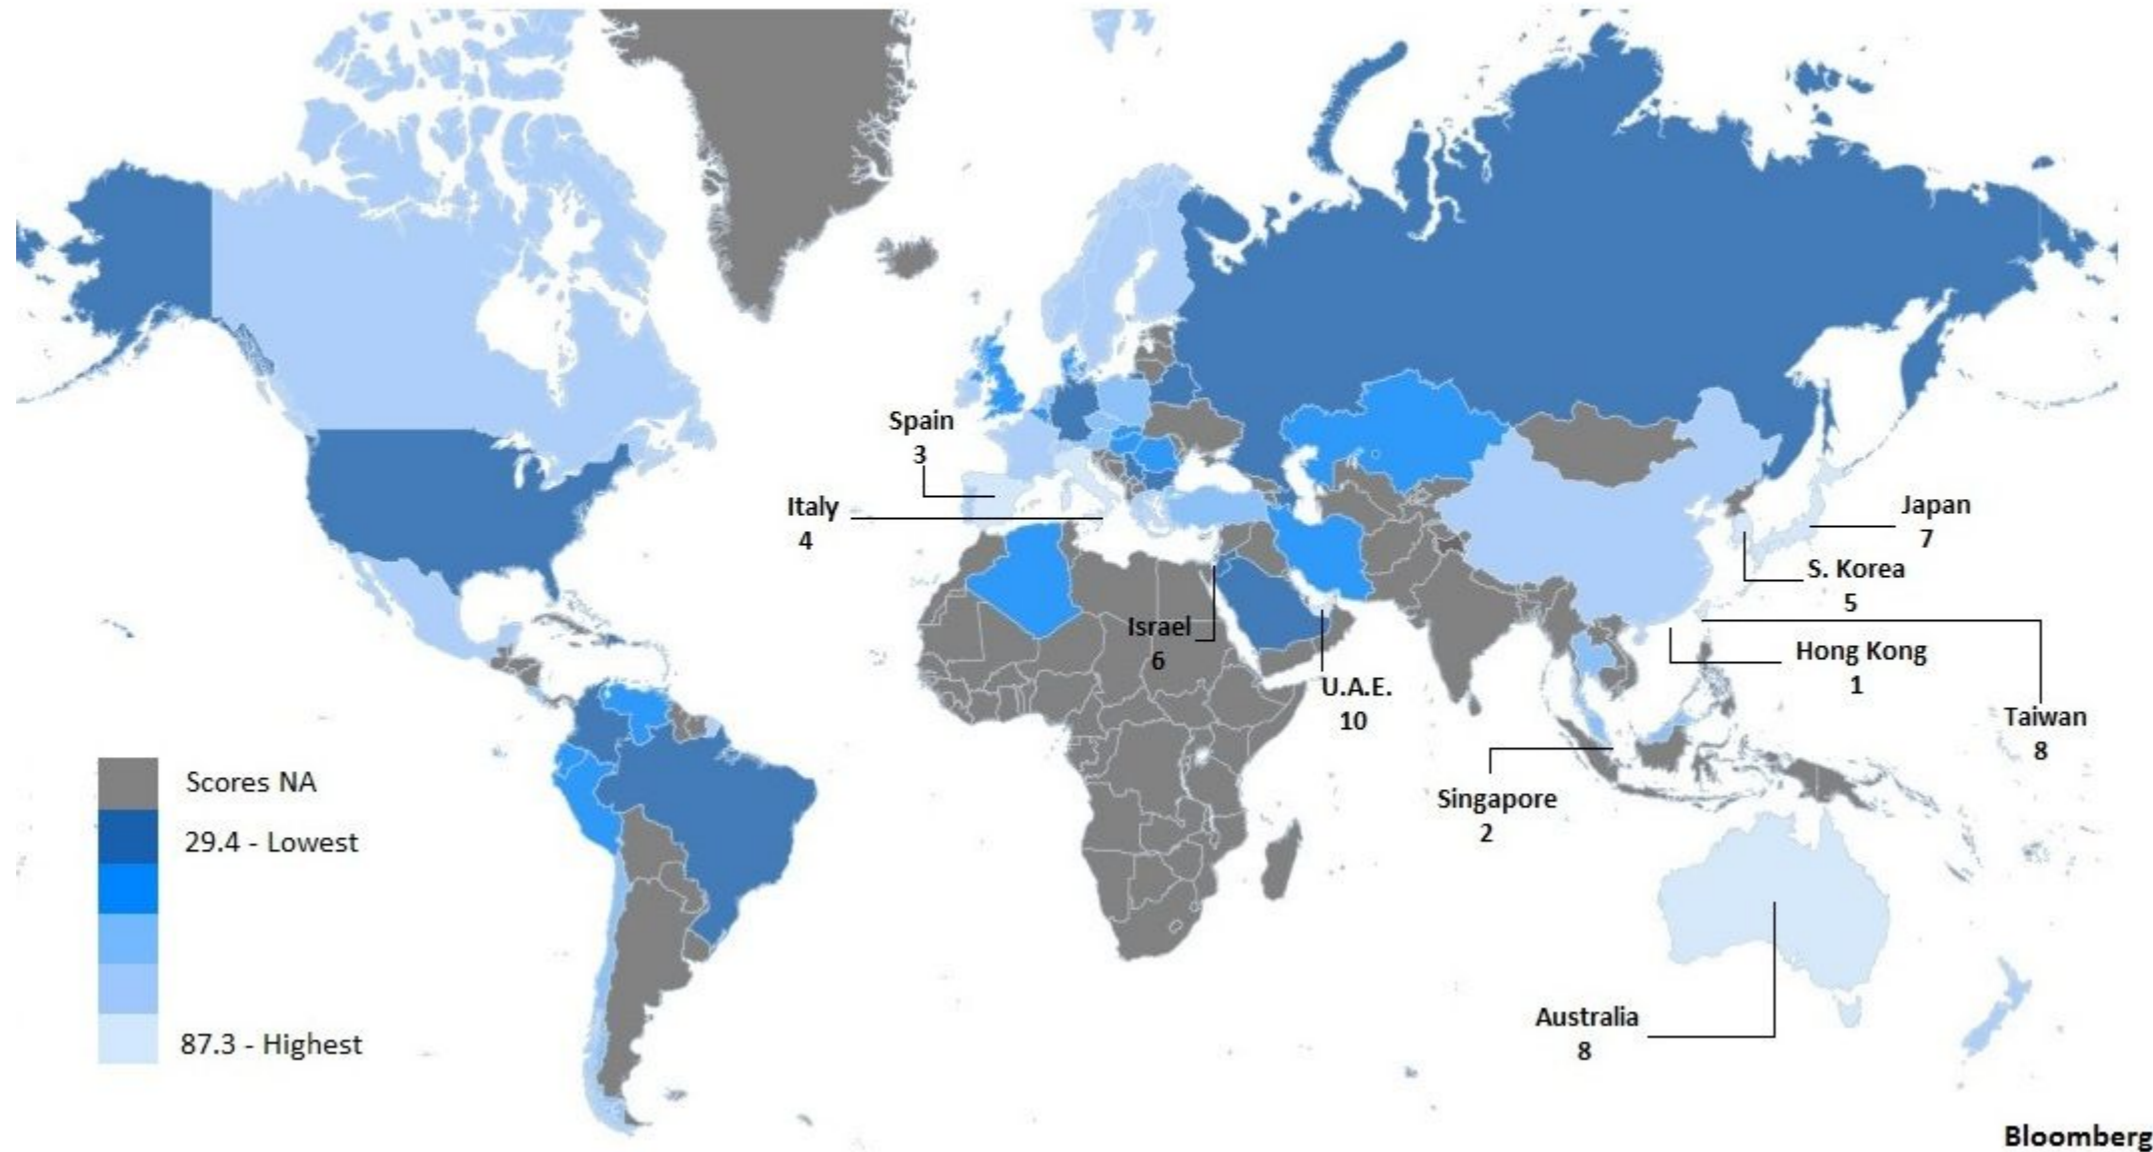 Spain
3
Italy
4
Japan
7
S. Korea
5
Israel
6
Hong Kong
1
U.A.E.
10
Taiwan
8
Scores NA
Singapore
2
29.4 - Lowest
Australia
8
87.3 - Highest
Bloomberg